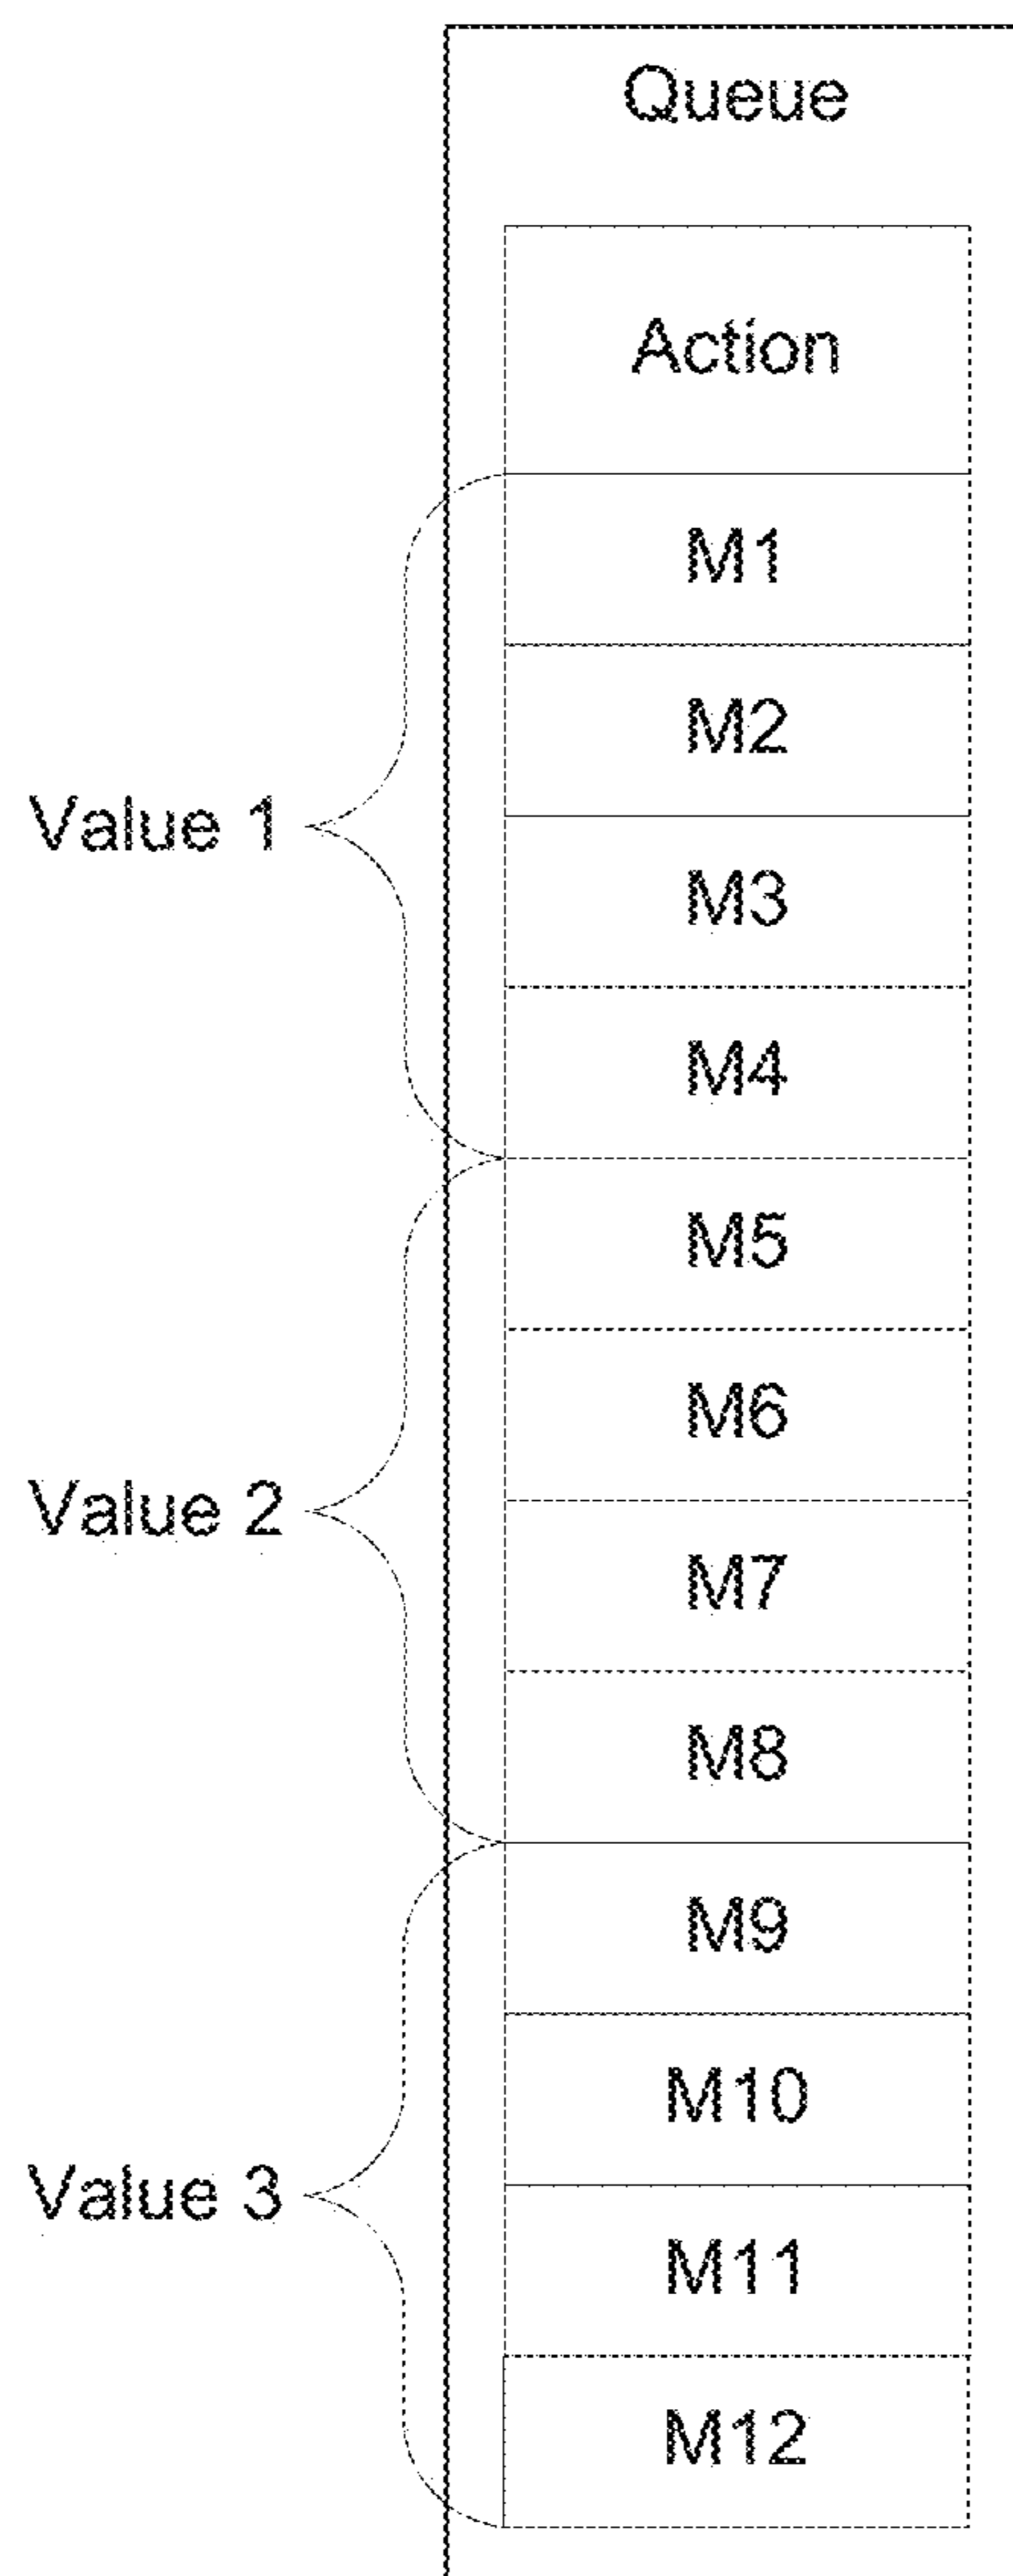 Queue
Action
M1
M2
Value 1
M3
M4
M5
M6
Value 2
M7
M8
M9
M10
Value 3
M11
M12